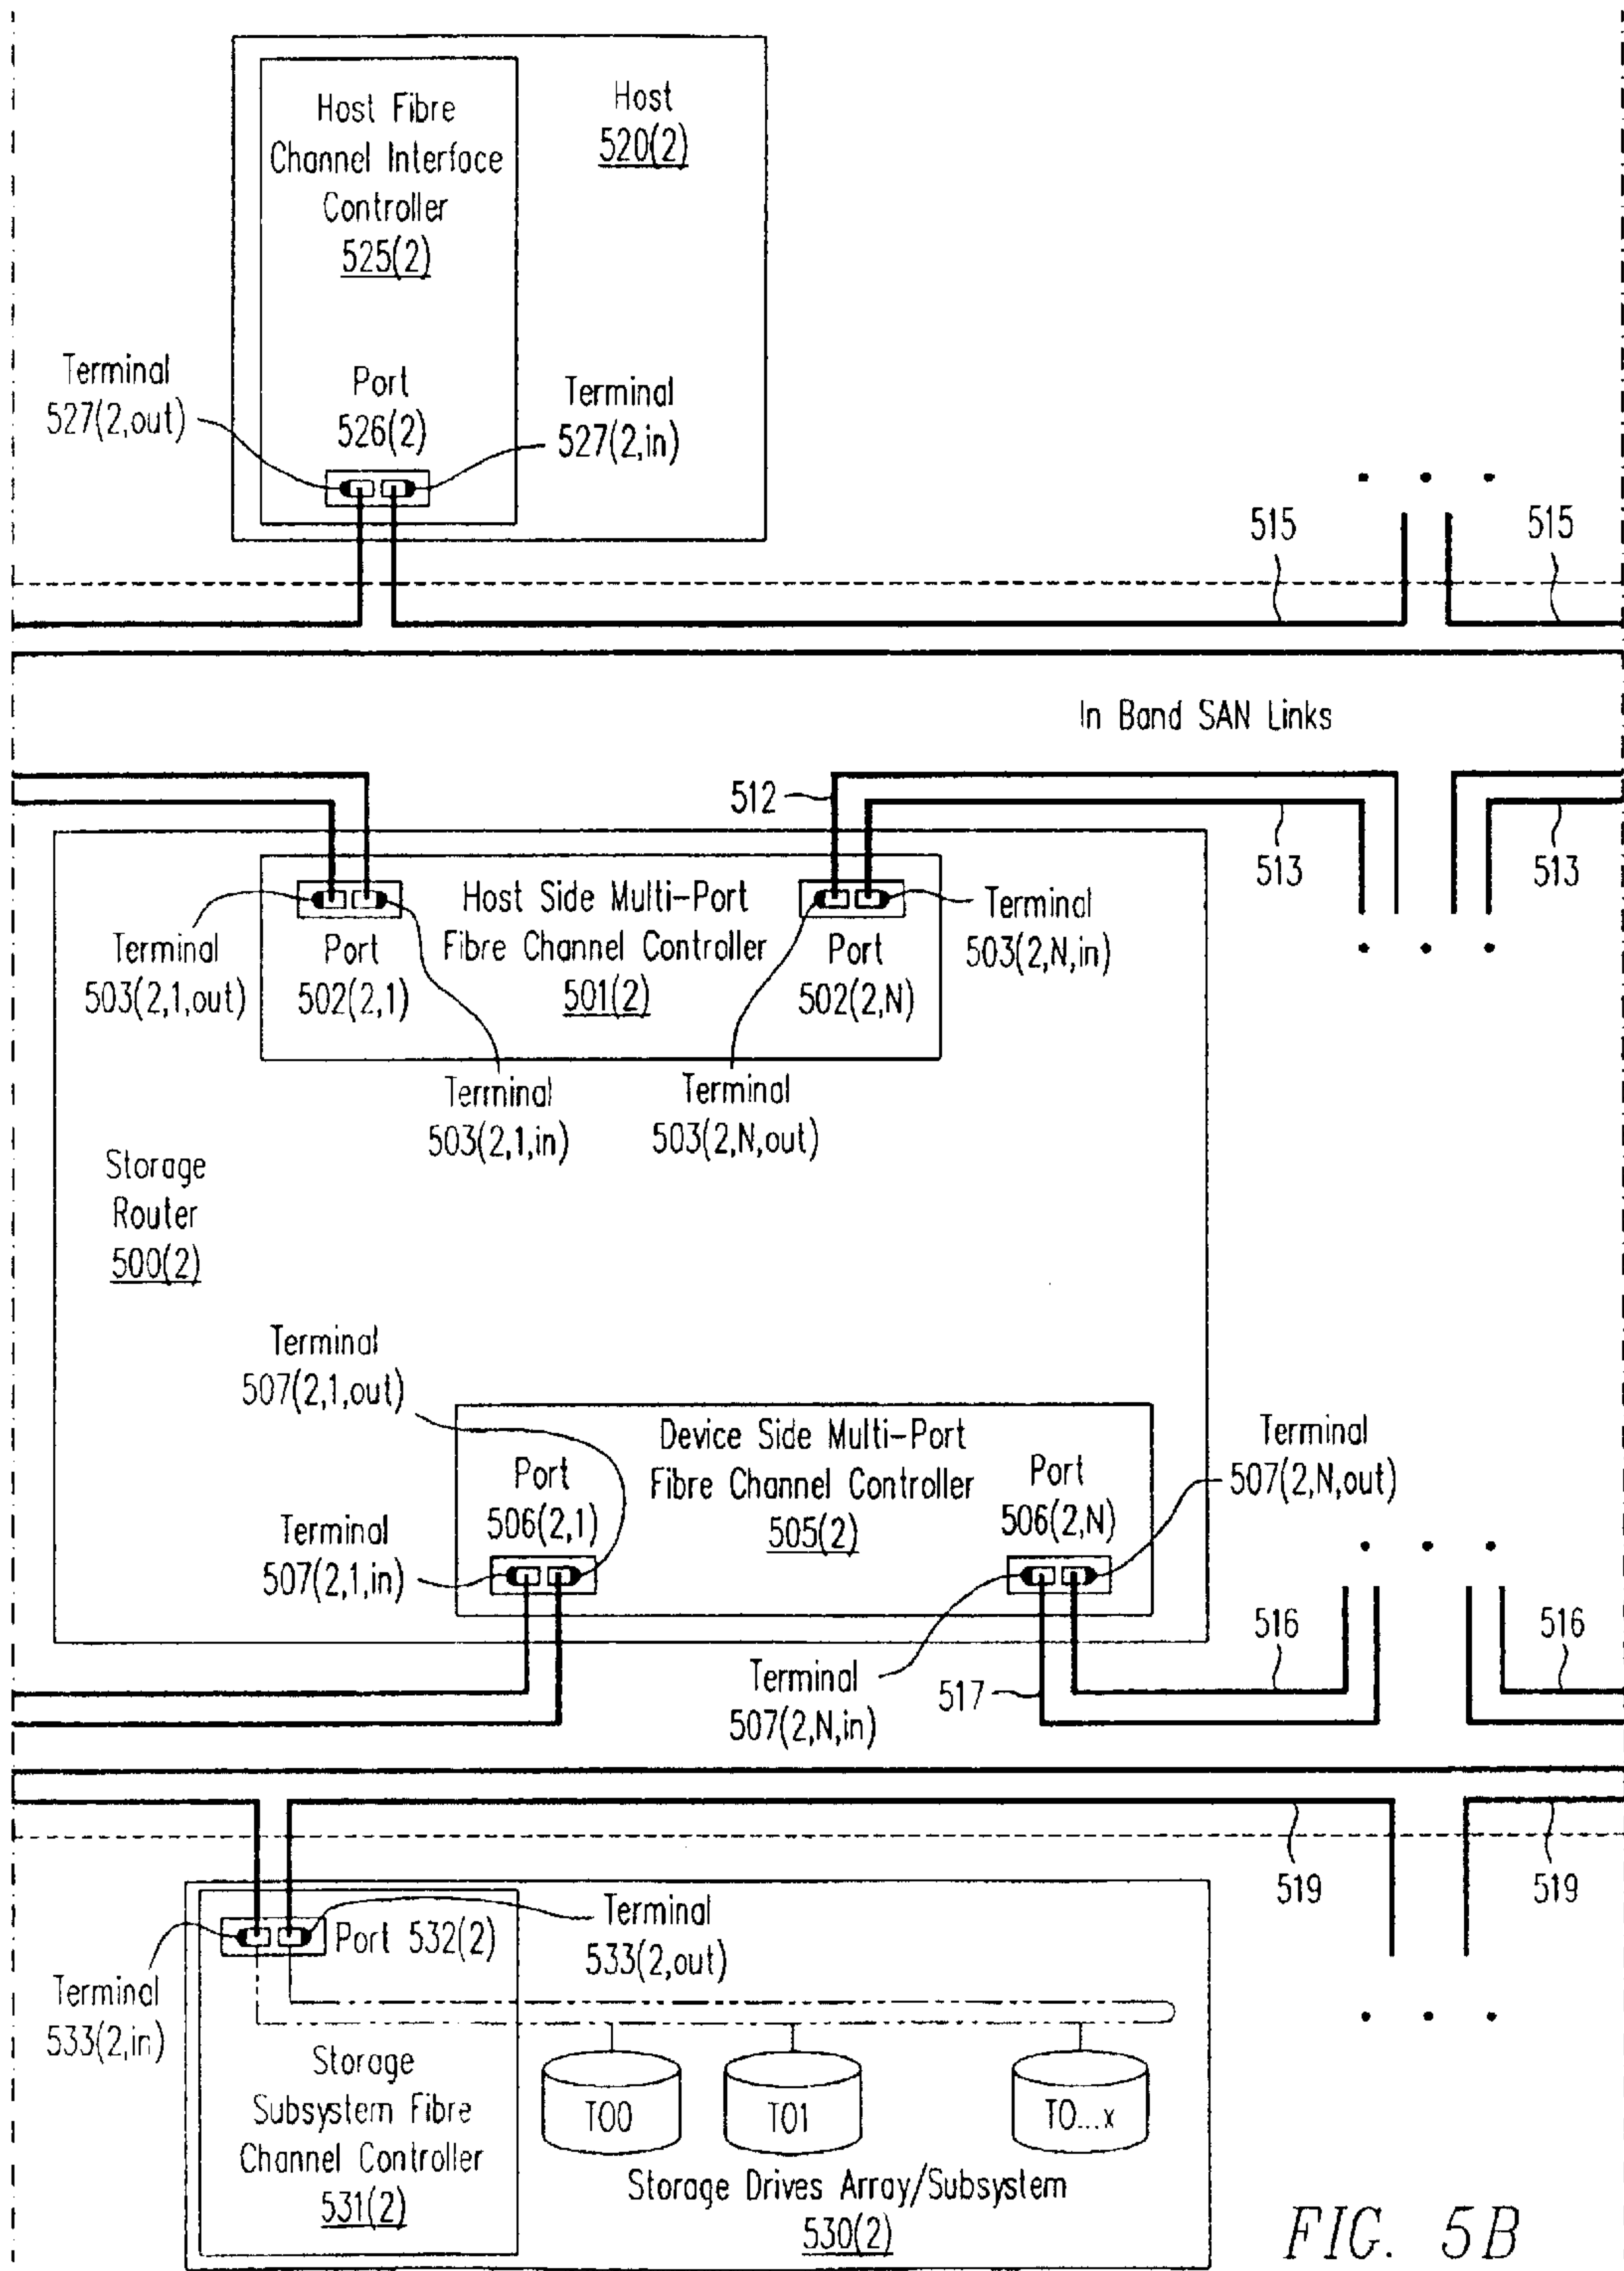 Host Fibre
Channel Interface
Controller
525(2)
Host
520(2)
Terminal
527(2,out)
Port
526(2)
Terminal
527(2,in)
515
515
In Band SAN Links
512
513
513
Host Side Multi-Port
Fibre Channel Controller
501(2)
Terminal
503(2,1,out)
Port
502(2,1)
Port
502(2,N)
Terminal
503(2,N,in)
Terminal
503(2,1,in)
Terminal
503(2,N,out)
Storage
Router
500(2)
Terminal
507(2,1,out)
Device Side Multi-Port
Fibre Channel Controller
505(2)
Port
506(2,1)
Port
506(2,N)
Terminal
507(2,N,out)
Terminal
507(2,1,in)
516
516
Terminal
507(2,N,in)
517
519
519
Port 532(2)
Terminal
533(2,out)
Terminal
533(2,in)
Storage
Subsystem Fibre
Channel Controller
531(2)
T00
T01
T0...x
Storage Drives Array/Subsystem
530(2)
FIG. 5B